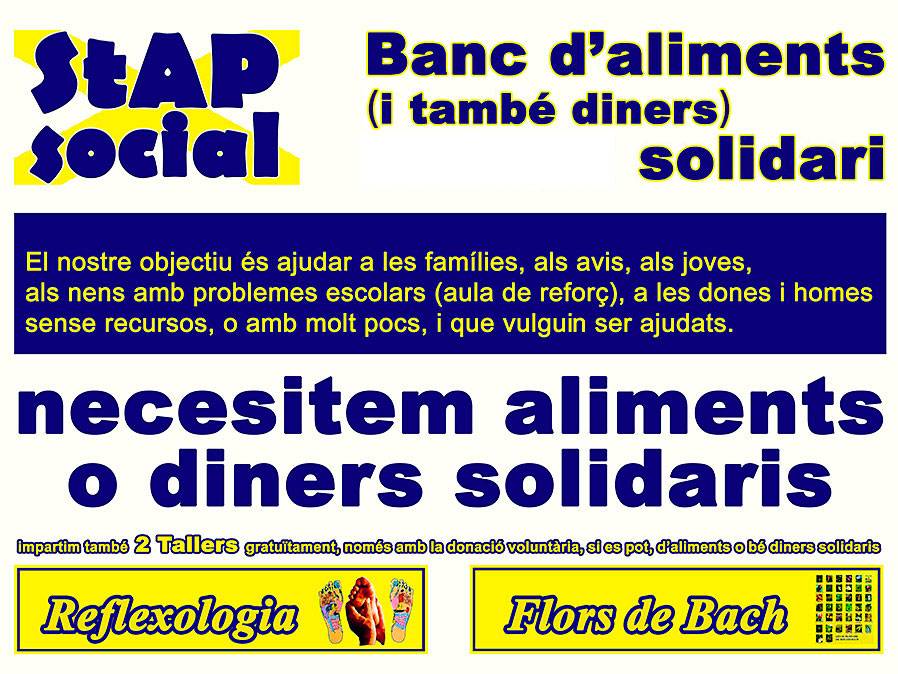 StAP
social
Banc d’aliments
(i també diners)
solidari
El nostre objectiu és ajudar a les famílies, als avis, als joves,
als nens amb problemes escolars (aula de reforç), a les dones i homes
sense recursos, o amb molt pocs, i que vulguin ser ajudats.
necesitem aliments
o diners solidaris
impartim també 2 Tallers gratuïtament, només amb la donació voluntària, si es pot, d’aliments o bé diners solidaris
Reflexologia
Flors de Bach